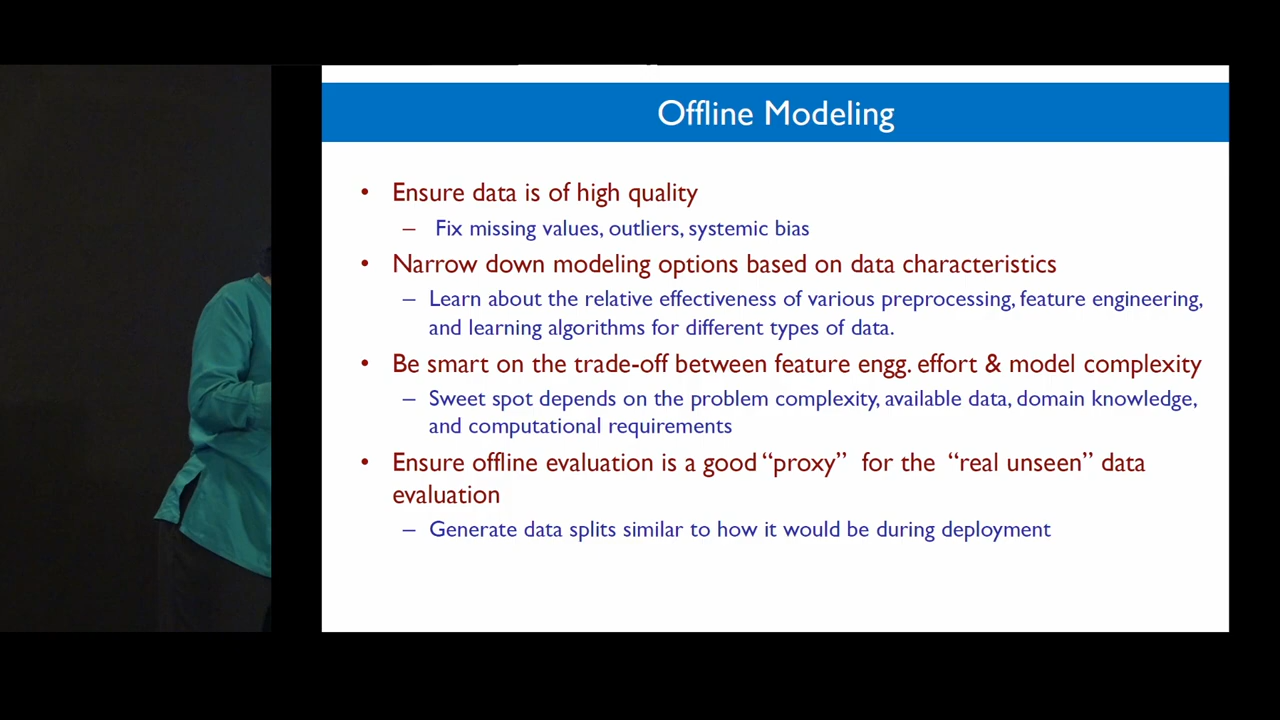 Offline Modeling
• Ensure data is of high quality
– Fix missing values, outliers, systemic bias
• Narrow down modeling options based on data characteristics
– Learn about the relative effectiveness of various preprocessing, feature engineering,
and learning algorithms for different types of data.
• Be smart on the trade-off between feature engg. effort & model complexity
– Sweet spot depends on the problem complexity, available data, domain knowledge,
and computational requirements
• Ensure offline evaluation is a good “proxy” for the “real unseen” data
evaluation
– Generate data splits similar to how it would be during deployment